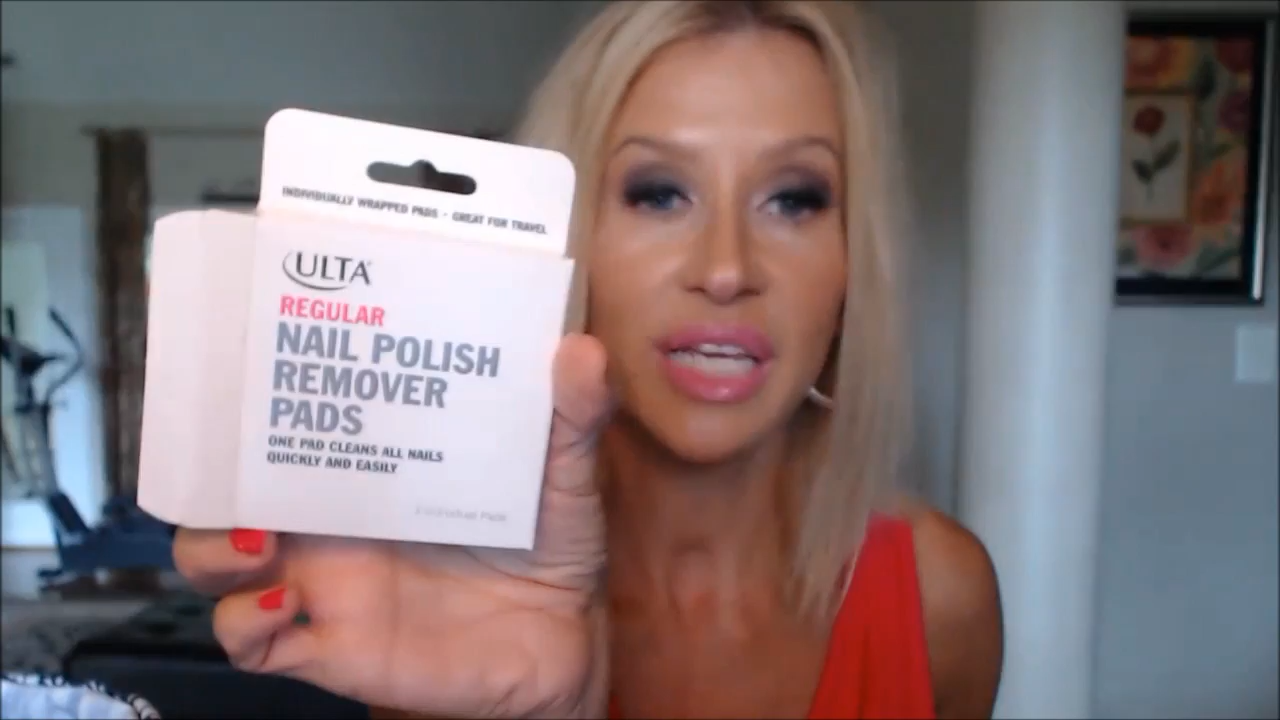 INDIVIDUALLY WRAPPED PADS - GREAT FOR TRAVEL
ULTA
REGULAR
NAIL POLISH
REMOVER
PADS
ONE PAD CLEANS ALL NAILS
QUICKLY AND EASILY
Pads